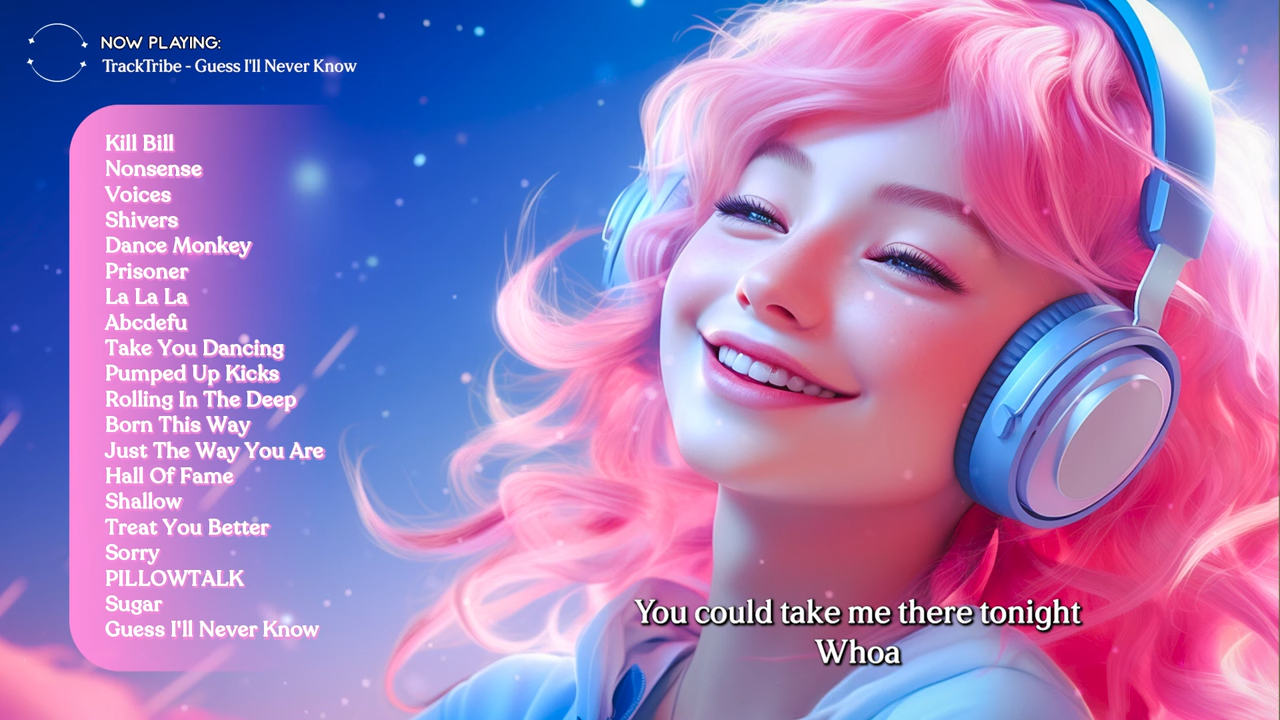 NOW PLAYING:
TrackTribe - Guess I'll Never Know
Kill Bill
Nonsense
Voices
Shivers
Dance Monkey
Prisoner
La La La
Abcdefu
Take You Dancing
Pumped Up Kicks
Rolling In The Deep
Born This Way
Just The Way You Are
Hall Of Fame
Shallow
Treat You Better
Sorry
PILLOWTALK
Sugar
Guess I'll Never Know
You could take me there tonight
Whoa